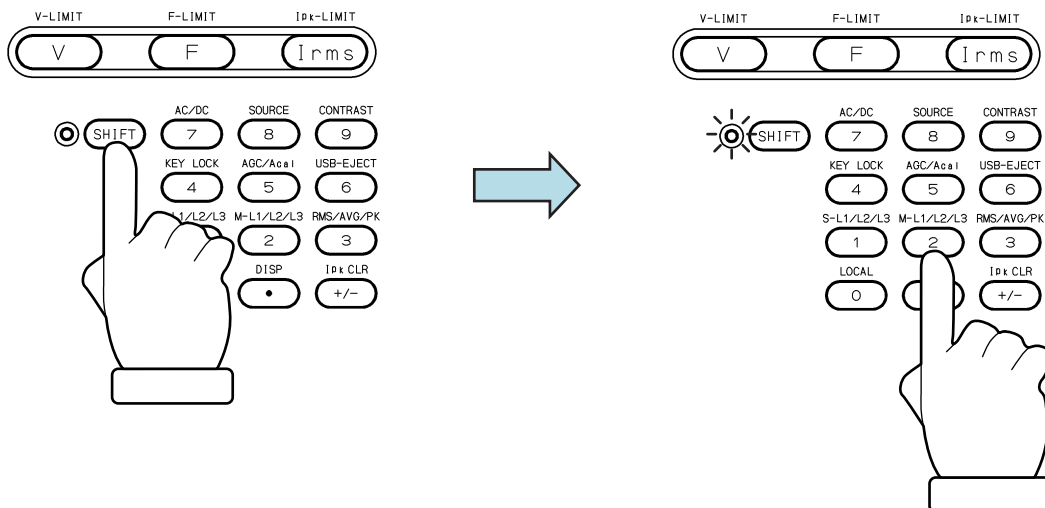 V-LIMIT F-LIMIT Ipk-LIMIT
V F Irms
AC/DC SOURCE CONTRAST
SHIFT 7 8 9
KEY LOCK AGC/Acal USB-EJECT
4 5 6
L1/L2/L3 M-L1/L2/L3 RMS/AVG/PK
2 3
DISP Ipk CLR
• +/-
V-LIMIT F-LIMIT Ipk-LIMIT
V F Irms
AC/DC SOURCE CONTRAST
SHIFT 7 8 9
KEY LOCK AGC/Acal USB-EJECT
4 5 6
S-L1/L2/L3 M-L1/L2/L3 RMS/AVG/PK
1 2 3
LOCAL Ipk CLR
0 +/-